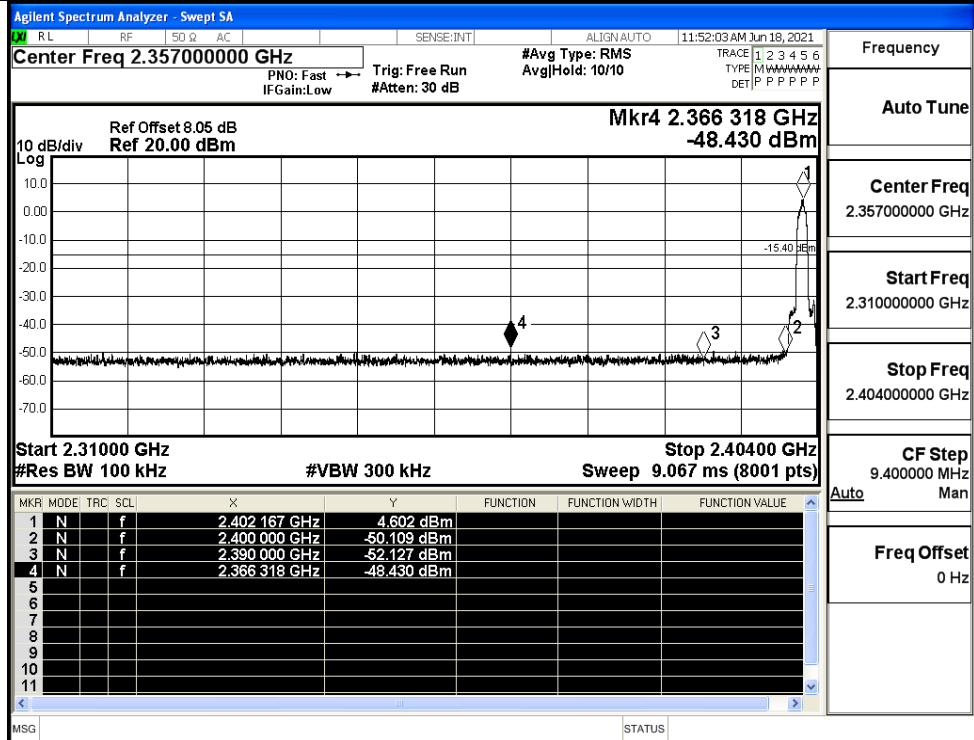 Agilent Spectrum Analyzer - Swept SA
LXI RL RF 50 Ω AC SENSE:INT ALIGNAUTO 11:52:03 AM Jun 18, 2021
Center Freq 2.357000000 GHz
PNO: Fast
IFGain:Low
Trig: Free Run
#Atten: 30 dB
#Avg Type: RMS
Avg|Hold: 10/10
TRACE 1 2 3 4 5 6
TYPE M WWWWW
DET P P P P P P
Frequency
Mkr4 2.366 318 GHz
-48.430 dBm
Ref Offset 8.05 dB
10 dB/div Ref 20.00 dBm
Log
10.0
0.00
-10.0
-20.0
-30.0
-40.0
-50.0
-60.0
-70.0
1
-15.40 dBm
4
3
2
Start 2.31000 GHz Stop 2.40400 GHz
#Res BW 100 kHz #VBW 300 kHz Sweep 9.067 ms (8001 pts)
MKR MODE TRC SCL X Y FUNCTION FUNCTION WIDTH FUNCTION VALUE
1 N f 2.402 167 GHz 4.602 dBm
2 N f 2.400 000 GHz -50.109 dBm
3 N f 2.390 000 GHz -52.127 dBm
4 N f 2.366 318 GHz -48.430 dBm
5
6
7
8
9
10
11
MSG STATUS
Auto Tune
Center Freq
2.357000000 GHz
Start Freq
2.310000000 GHz
Stop Freq
2.404000000 GHz
CF Step
9.400000 MHz
Auto Man
Freq Offset
0 Hz